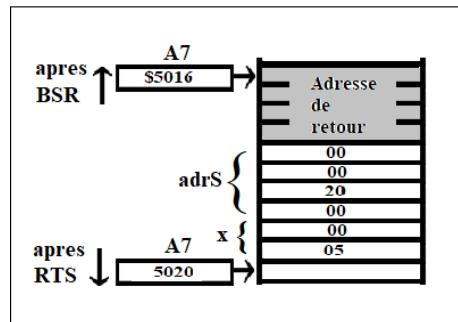 A7
apres
BSR
$5016
Adresse
de
retour
adrS
00
00
20
00
x
00
05
apres
RTS
A7
5020